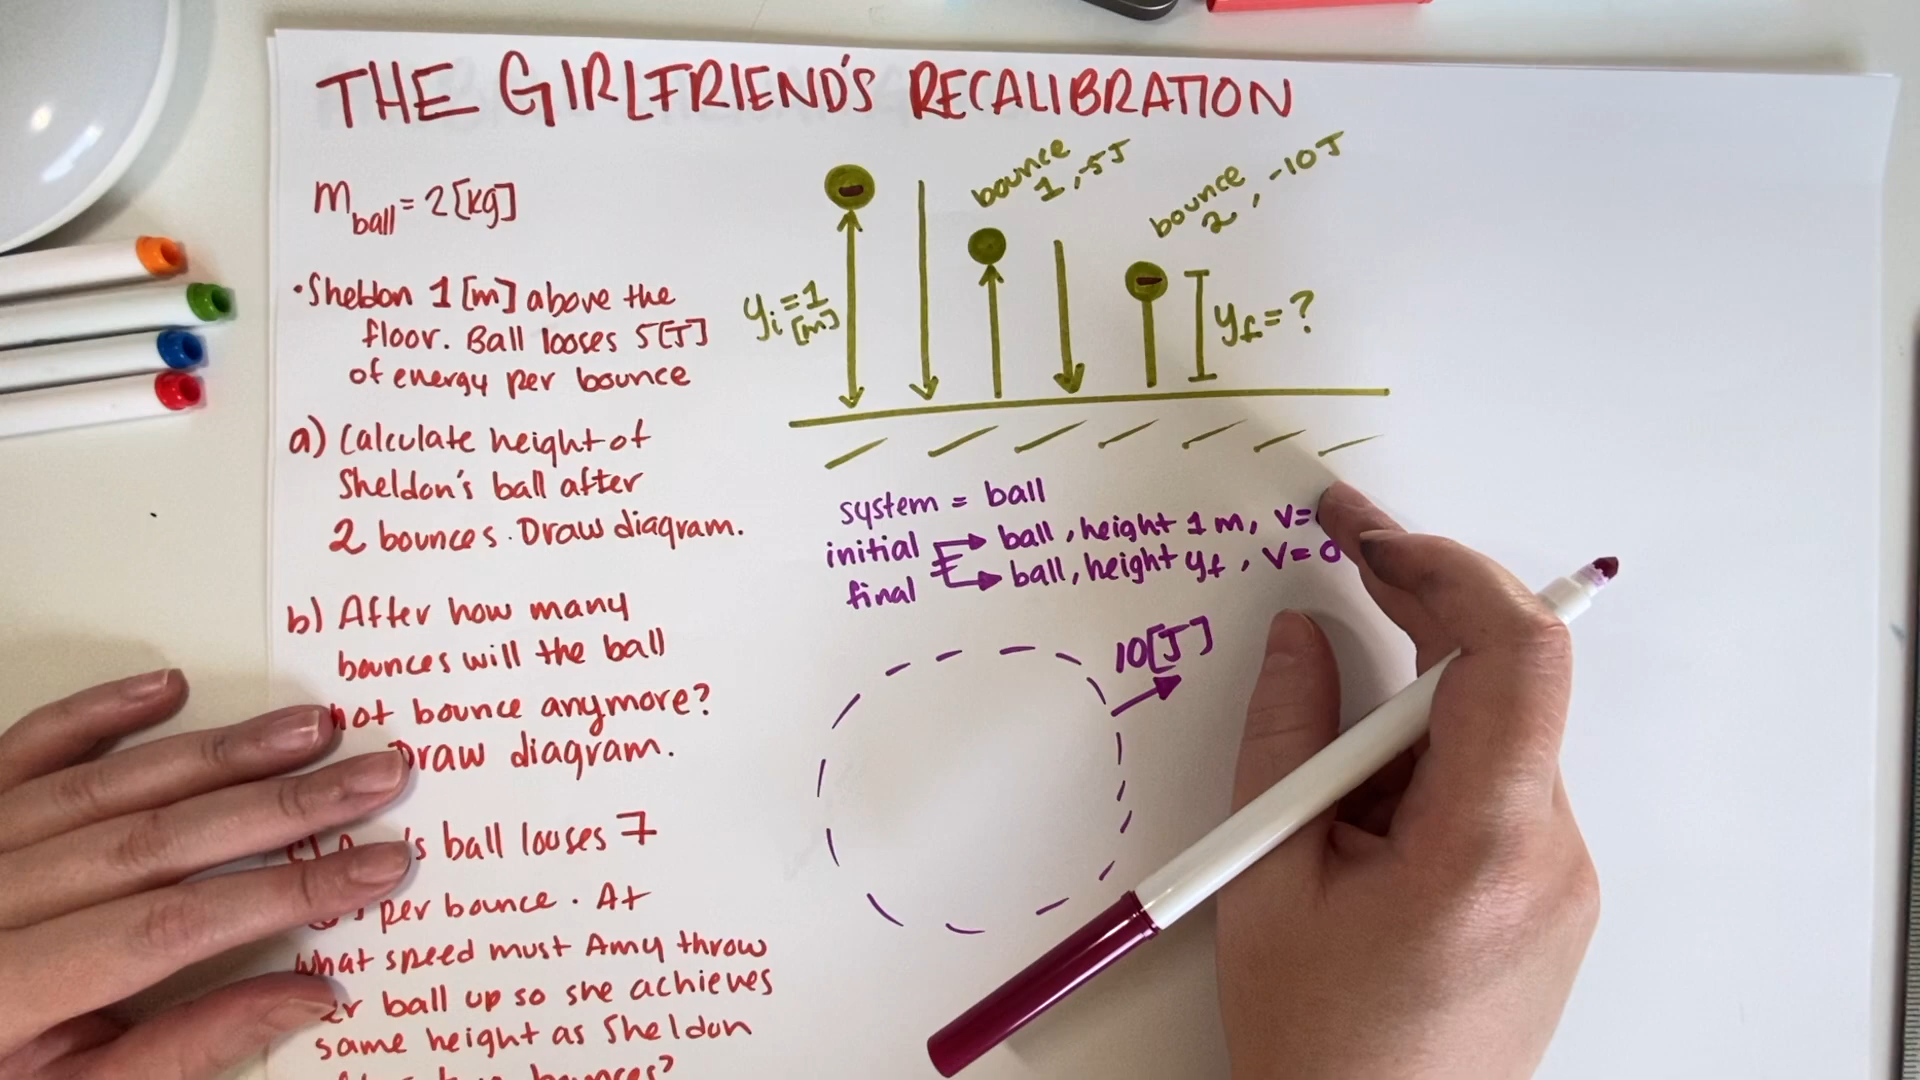 THE GIRLFRIEND'S RECALIBRATION
m ball = 2 [kg]
• Sheldon 1 [m] above the
floor. Ball looses 5[J]
of energy per bounce
a) Calculate height of
Sheldon's ball after
2 bounces. Draw diagram.
b) After how many
bounces will the ball
not bounce anymore?
Draw diagram.
's ball looses 7
per bounce. At
what speed must Amy throw
ball up so she achieves
same height as Sheldon
bounces?
yi = 1
[m]
bounce
1, -5J
bounce
2, -10J
yf = ?
system = ball
initial → ball, height 1 m, v=
final → ball, height yf, v= 0
10[J]